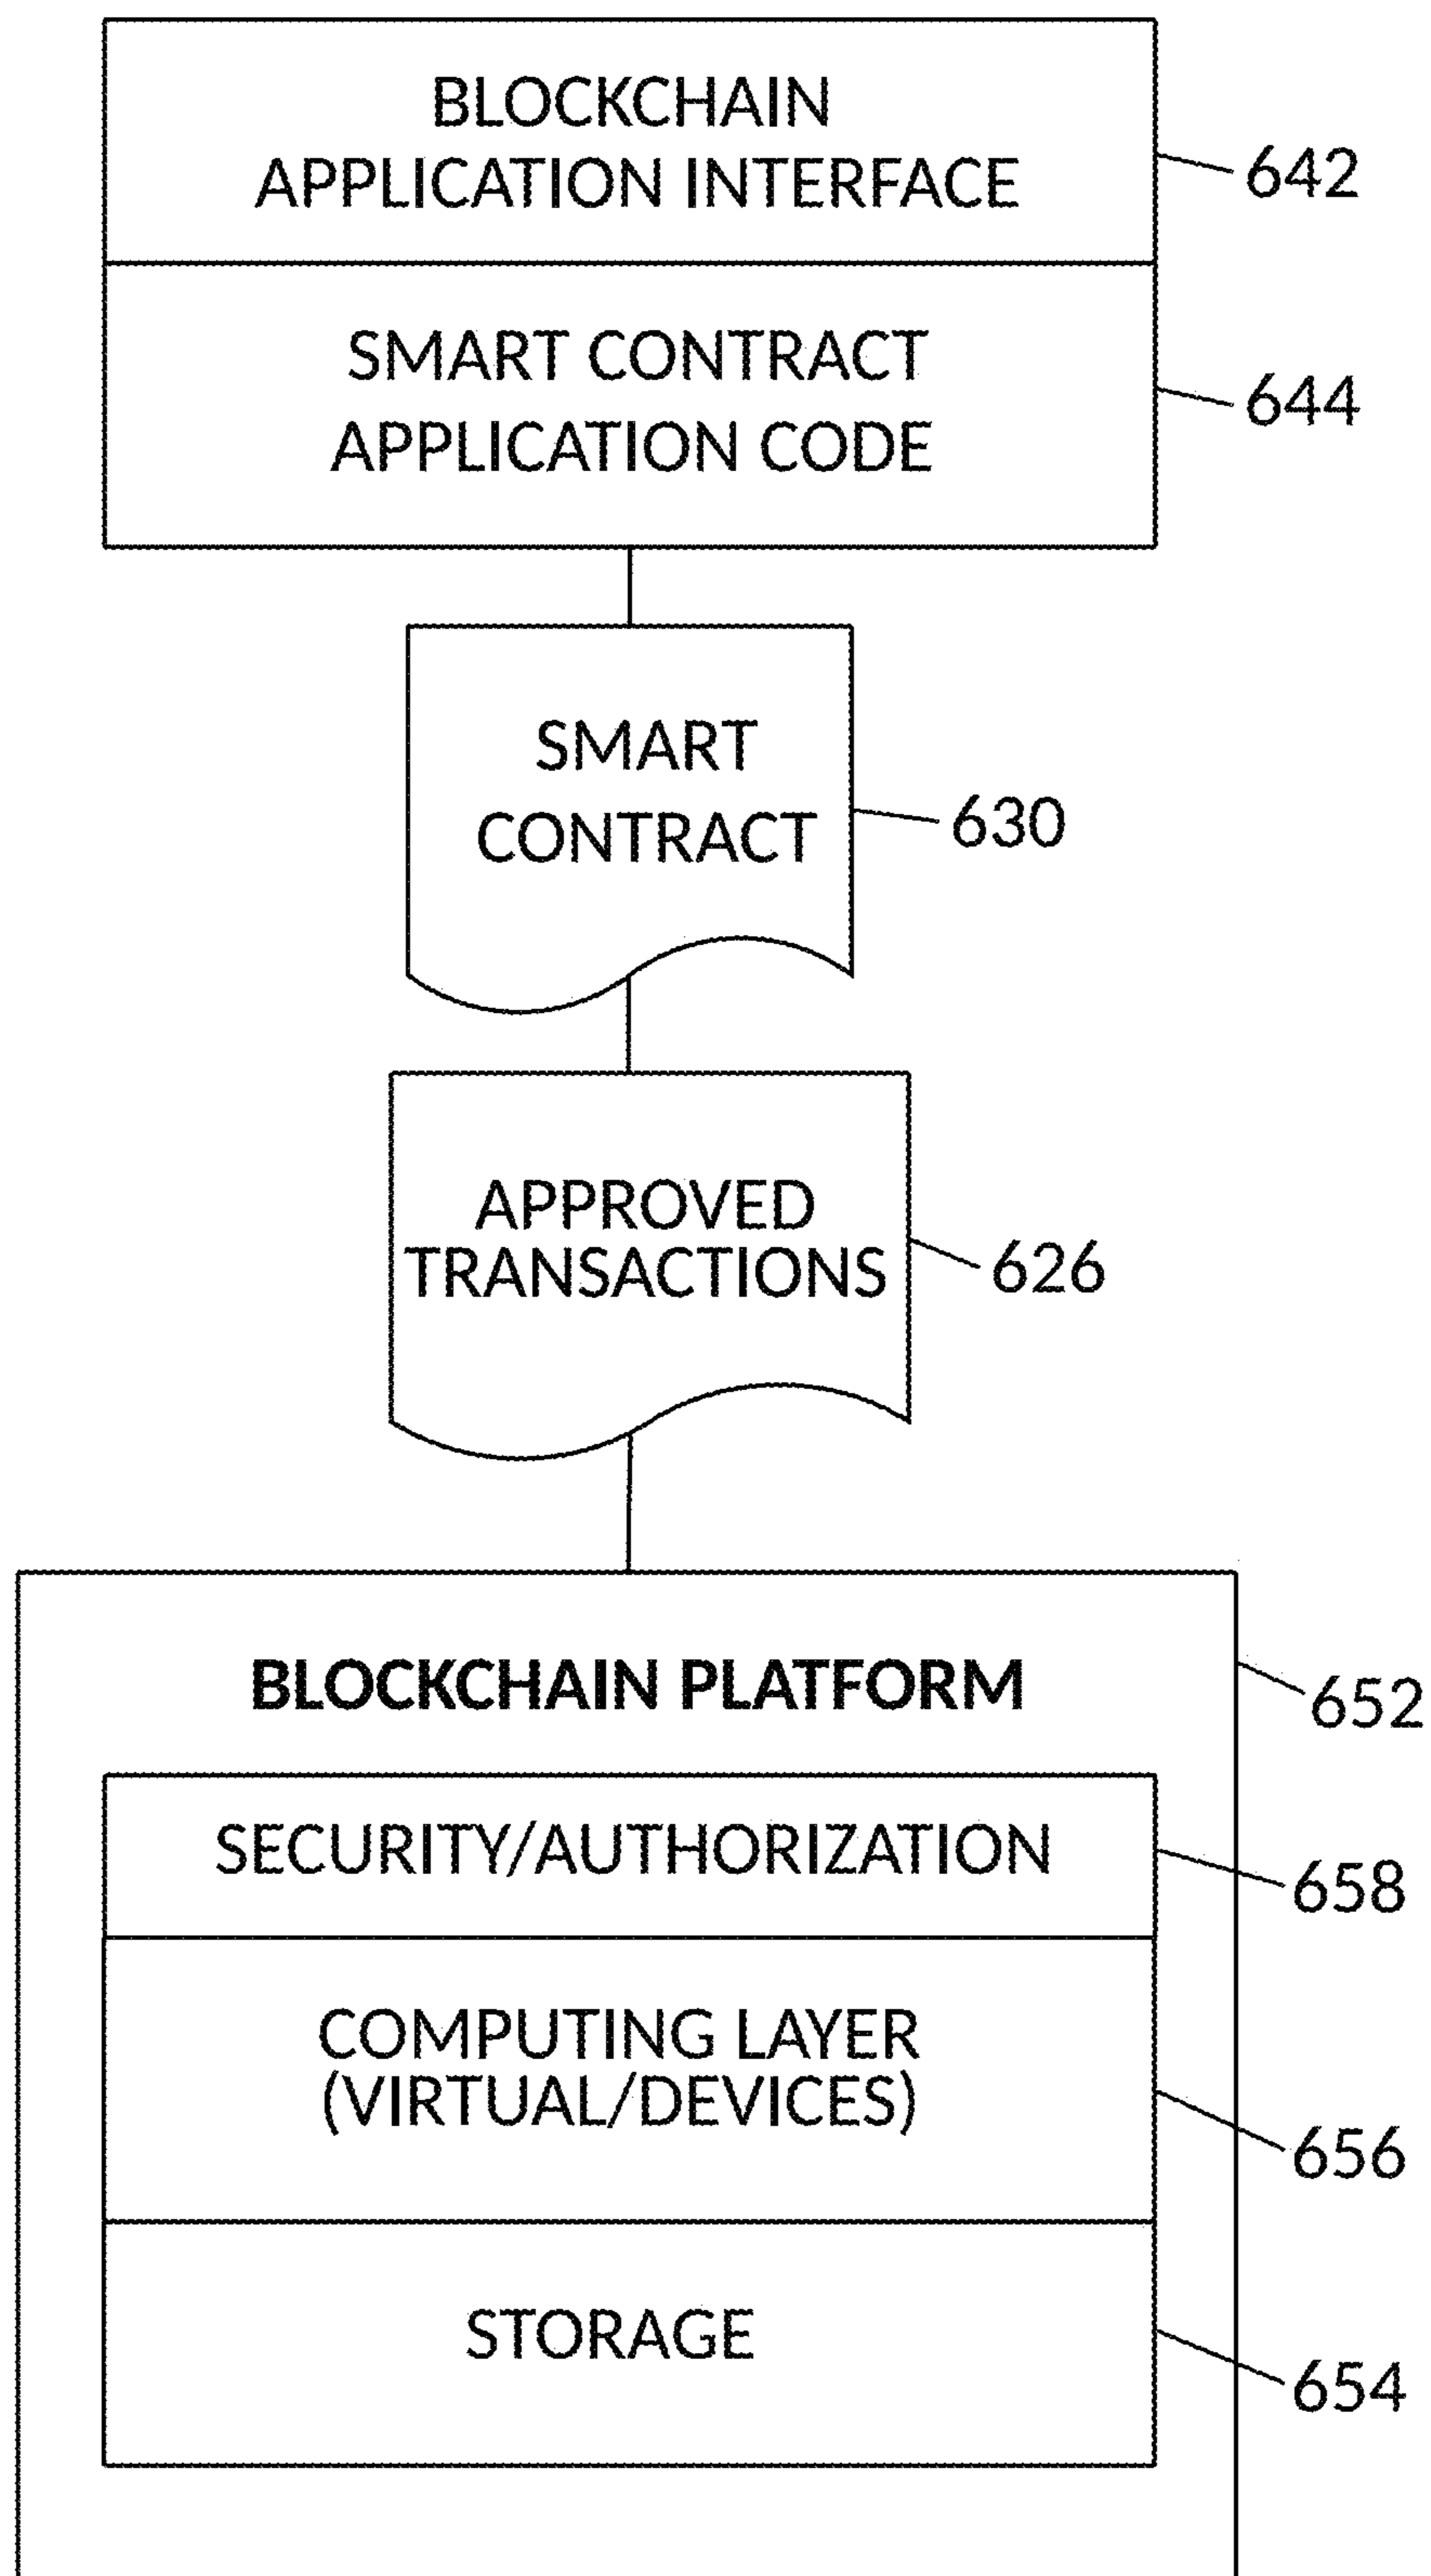 BLOCKCHAIN
APPLICATION INTERFACE
642
SMART CONTRACT
APPLICATION CODE
644
SMART
CONTRACT
630
APPROVED
TRANSACTIONS
626
BLOCKCHAIN PLATFORM
652
SECURITY/AUTHORIZATION
658
COMPUTING LAYER
(VIRTUAL/DEVICES)
656
STORAGE
654